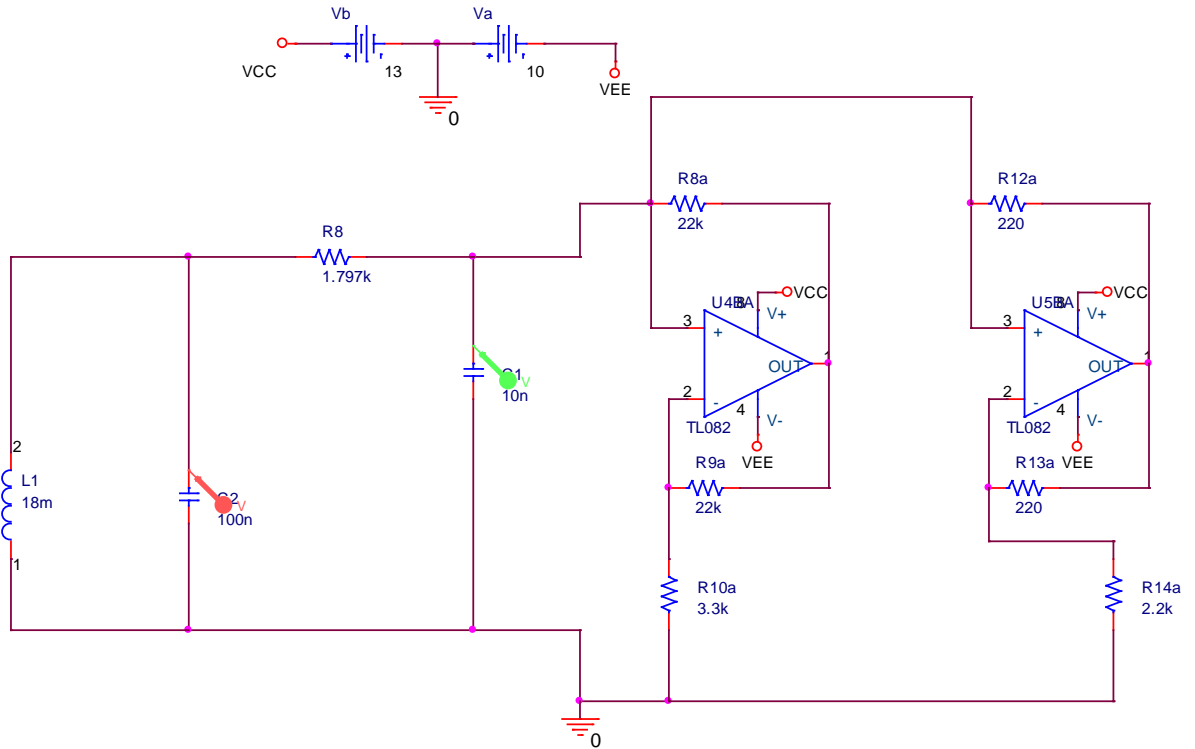 Vb
Va
VCC
13
10
VEE
0
R8a
22k
R12a
220
R8
1.797k
VCC
VCC
V+
V+
3
+
3
+
OUT
1
OUT
1
2
-
4
2
-
4
V-
V-
TL082
TL082
VEE
VEE
V
10n
R9a
22k
R13a
220
2
L1
18m
V
100n
1
R10a
3.3k
R14a
2.2k
0